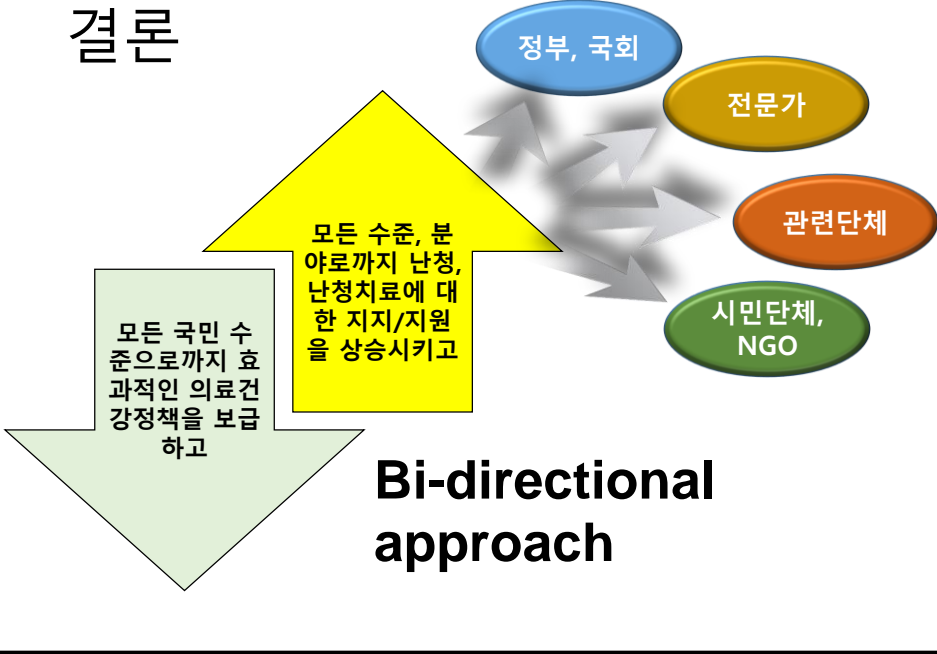 결론
정부, 국회
전문가
관련단체
시민단체,
NGO
모든 수준, 분
야로까지 난청,
난청치료에 대
한 지지/지원
을 상승시키고
모든 국민 수
준으로까지 효
과적인 의료건
강정책을 보급
하고
Bi-directional
approach